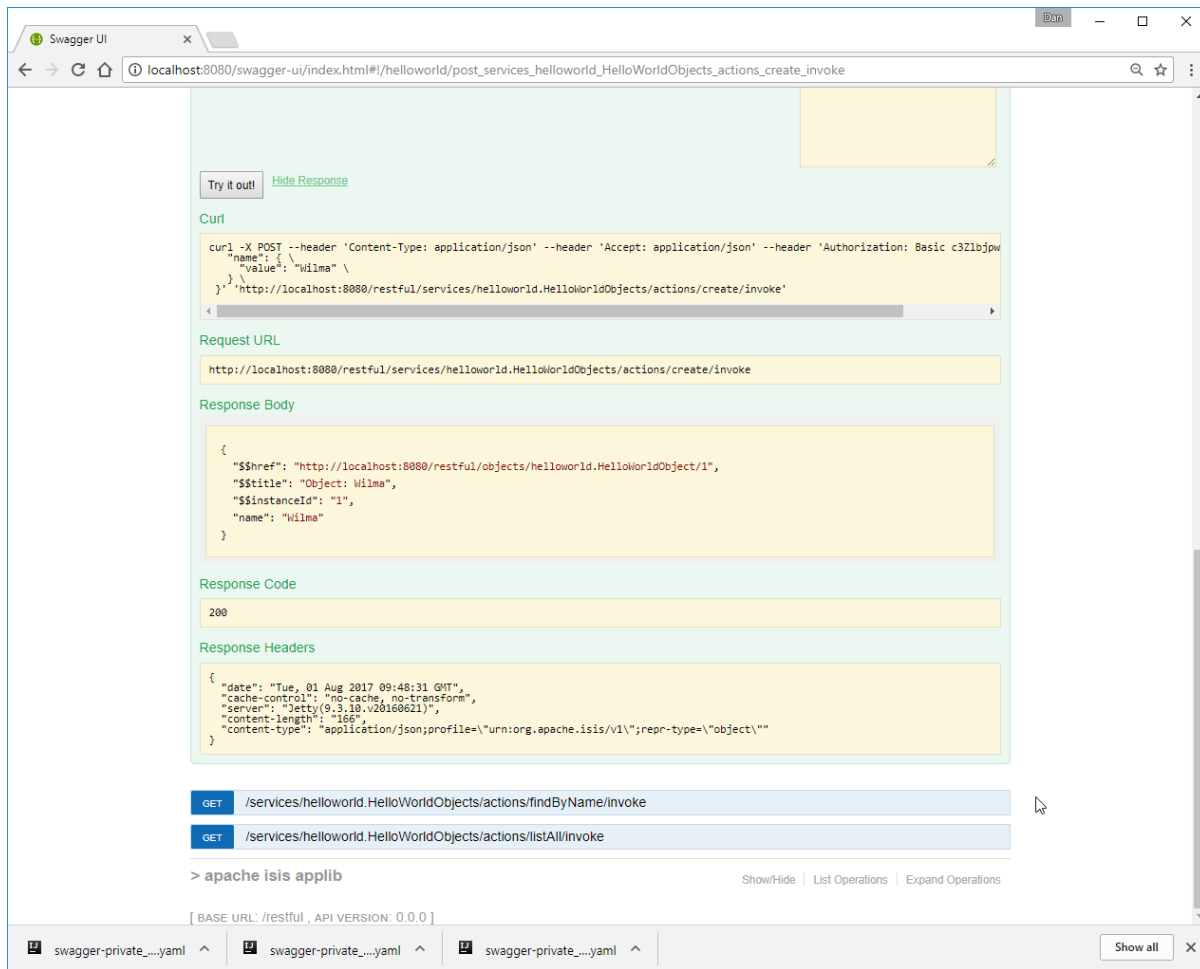 Dan
Swagger UI
localhost:8080/swagger-ui/index.html#!/helloworld/post_services_helloworld_HelloWorldObjects_actions_create_invoke
Try it out! Hide Response
Curl
curl -X POST --header 'Content-Type: application/json' --header 'Accept: application/json' --header 'Authorization: Basic c3Zlbjpw
"name": { \
"value": "Wilma" \
} \
}' 'http://localhost:8080/restful/services/helloworld.HelloWorldObjects/actions/create/invoke'
Request URL
http://localhost:8080/restful/services/helloworld.HelloWorldObjects/actions/create/invoke
Response Body
{
"$$href": "http://localhost:8080/restful/objects/helloworld.HelloWorldObject/1",
"$$title": "Object: Wilma",
"$$instanceId": "1",
"name": "Wilma"
}
Response Code
200
Response Headers
{
"date": "Tue, 01 Aug 2017 09:48:31 GMT",
"cache-control": "no-cache, no-transform",
"server": "Jetty(9.3.10.v20160621)",
"content-length": "166",
"content-type": "application/json;profile=\"urn:org.apache.isis/v1\";repr-type=\"object\""
}
GET /services/helloworld.HelloWorldObjects/actions/findByName/invoke
GET /services/helloworld.HelloWorldObjects/actions/listAll/invoke
> apache isis applib Show/Hide List Operations Expand Operations
[ BASE URL: /restful , API VERSION: 0.0.0 ]
swagger-private_....yaml swagger-private_....yaml swagger-private_....yaml Show all